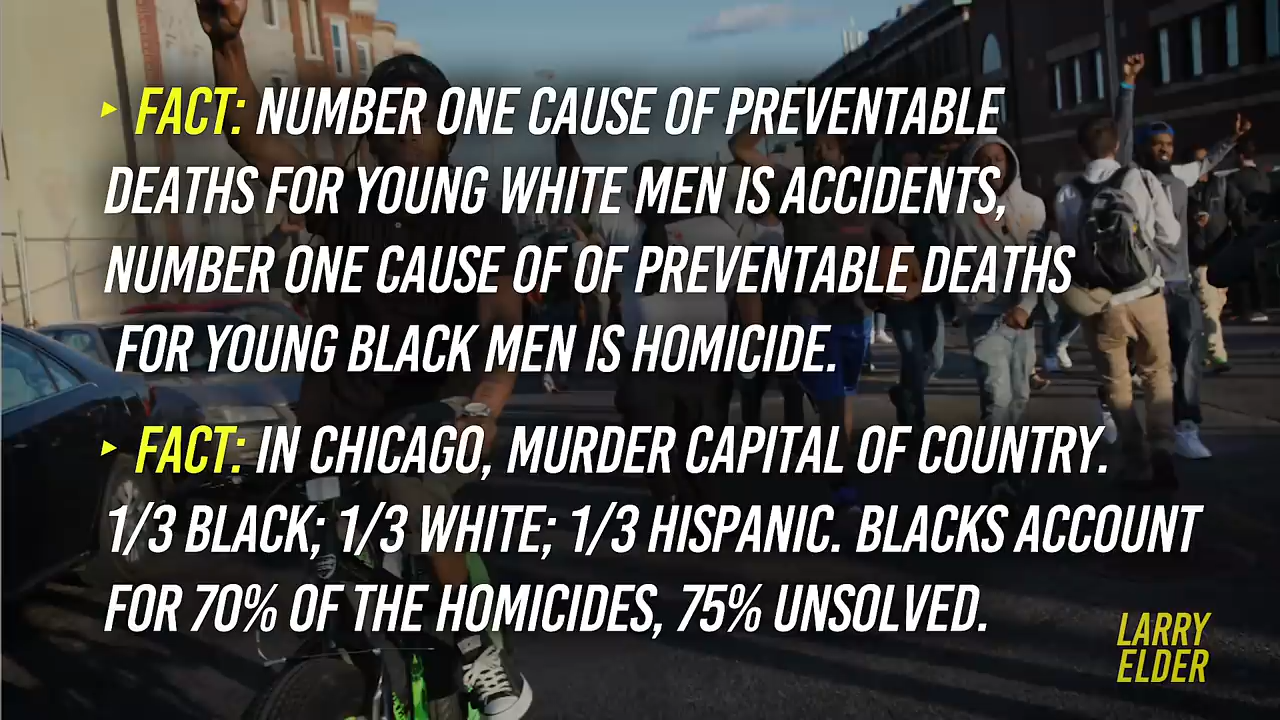 ▸ FACT: NUMBER ONE CAUSE OF PREVENTABLE
DEATHS FOR YOUNG WHITE MEN IS ACCIDENTS,
NUMBER ONE CAUSE OF OF PREVENTABLE DEATHS
FOR YOUNG BLACK MEN IS HOMICIDE.
▸ FACT: IN CHICAGO, MURDER CAPITAL OF COUNTRY.
1/3 BLACK; 1/3 WHITE; 1/3 HISPANIC. BLACKS ACCOUNT
FOR 70% OF THE HOMICIDES, 75% UNSOLVED.
LARRY
ELDER